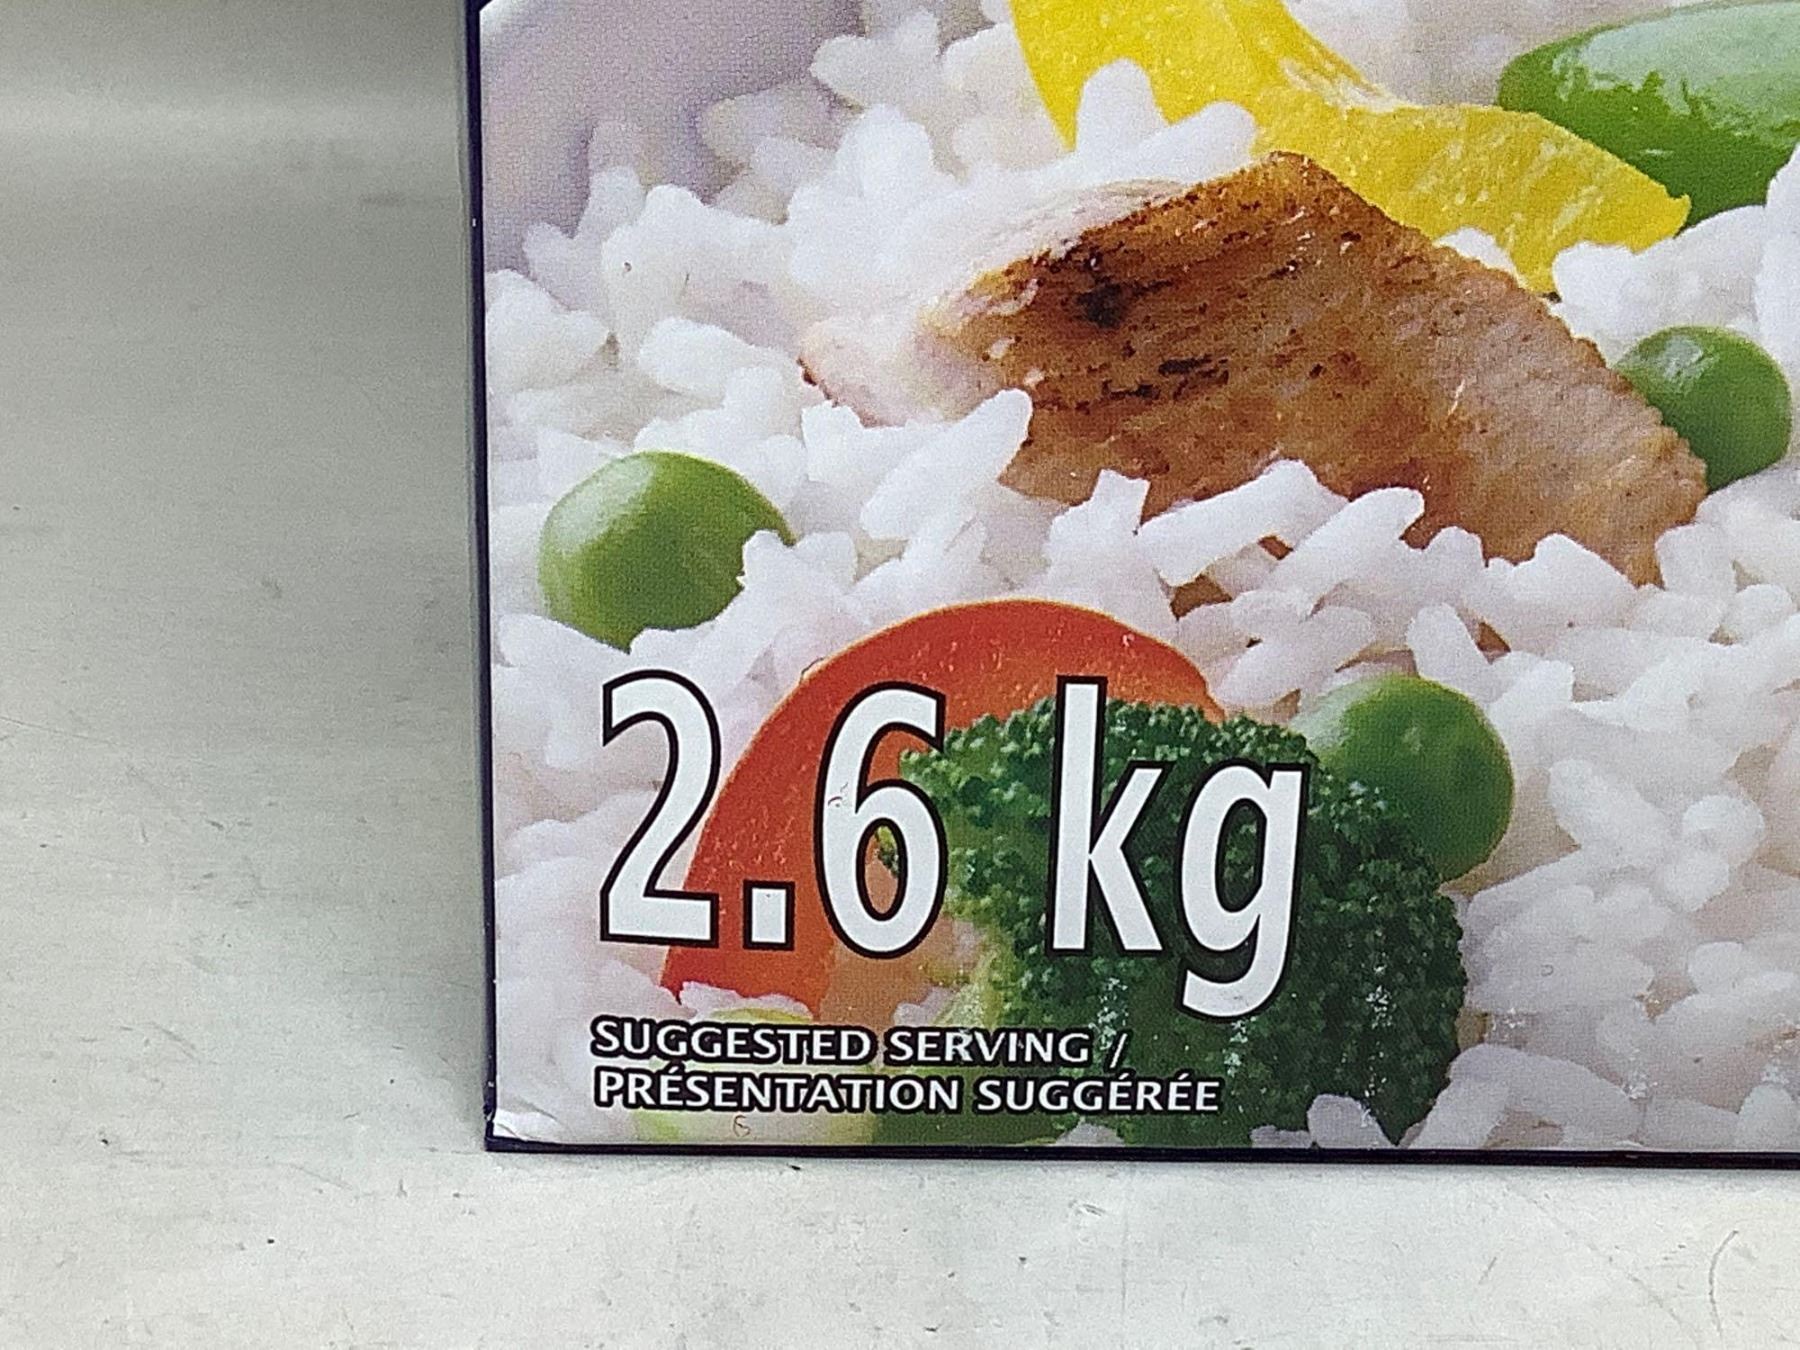 2.6 kg
SUGGESTED SERVING /
PRÉSENTATION SUGGÉRÉE